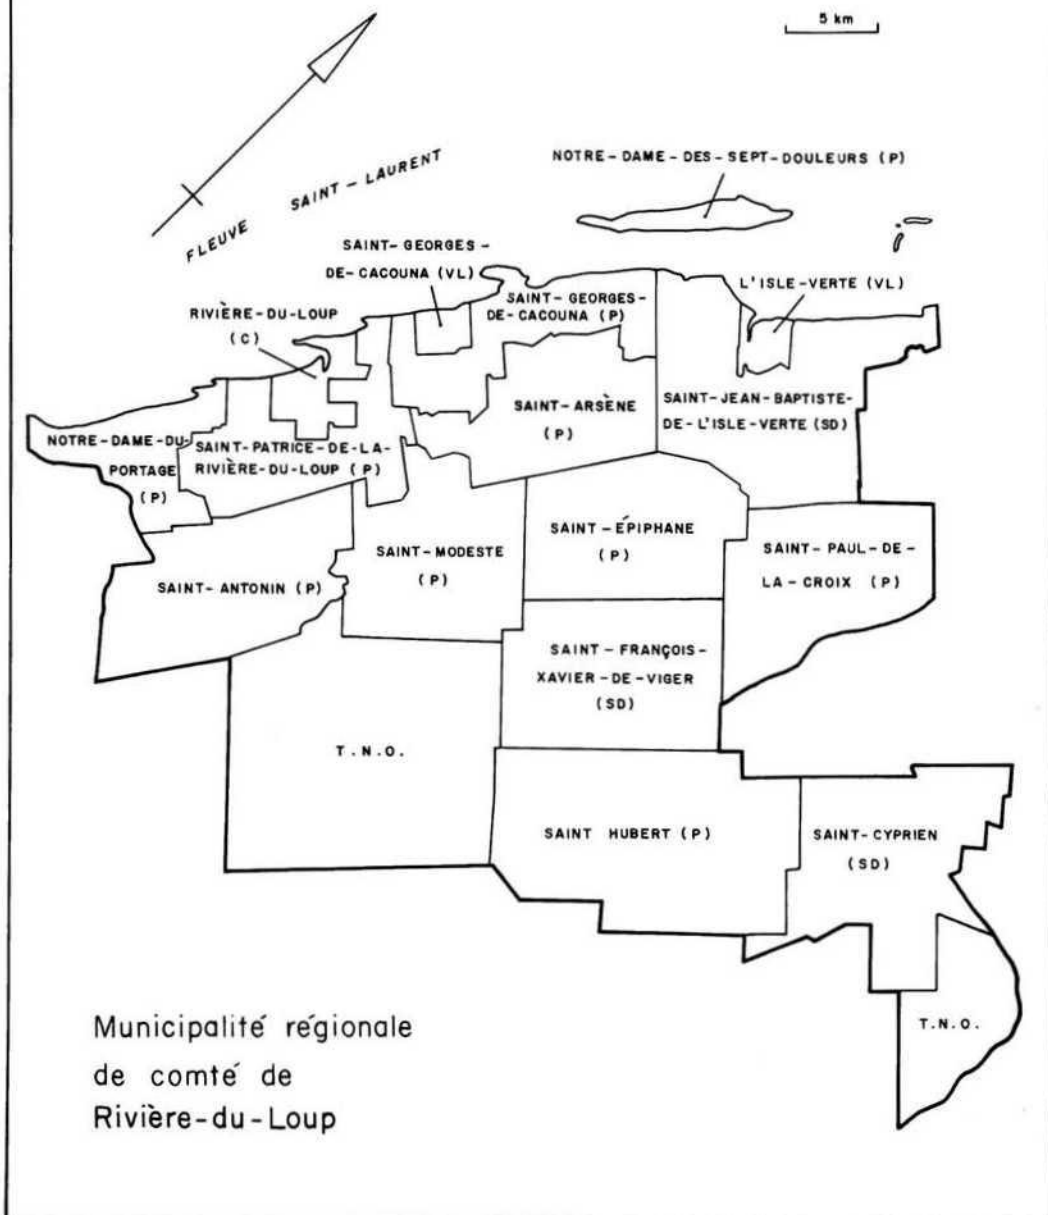 5 km
NOTRE-DAME-DES-SEPT-DOULEURS (P)
FLEUVE SAINT-LAURENT
SAINT-GEORGES-
DE-CACOUNA (VL)
L'ISLE-VERTE (VL)
SAINT-GEORGES-
DE-CACOUNA (P)
RIVIÈRE-DU-LOUP
(C)
SAINT-ARSÈNE
(P)
SAINT-JEAN-BAPTISTE-
DE-L'ISLE-VERTE (SD)
NOTRE-DAME-DU-
PORTAGE
(P)
SAINT-PATRICE-DE-LA-
RIVIÈRE-DU-LOUP (P)
SAINT-ÉPIPHANE
(P)
SAINT-MODESTE
(P)
SAINT-PAUL-DE-
LA-CROIX (P)
SAINT-ANTONIN (P)
SAINT-FRANÇOIS-
XAVIER-DE-VIGER
(SD)
T.N.O.
SAINT HUBERT (P)
SAINT-CYPRIEN
(SD)
T.N.O.
Municipalité régionale
de comté de
Rivière-du-Loup